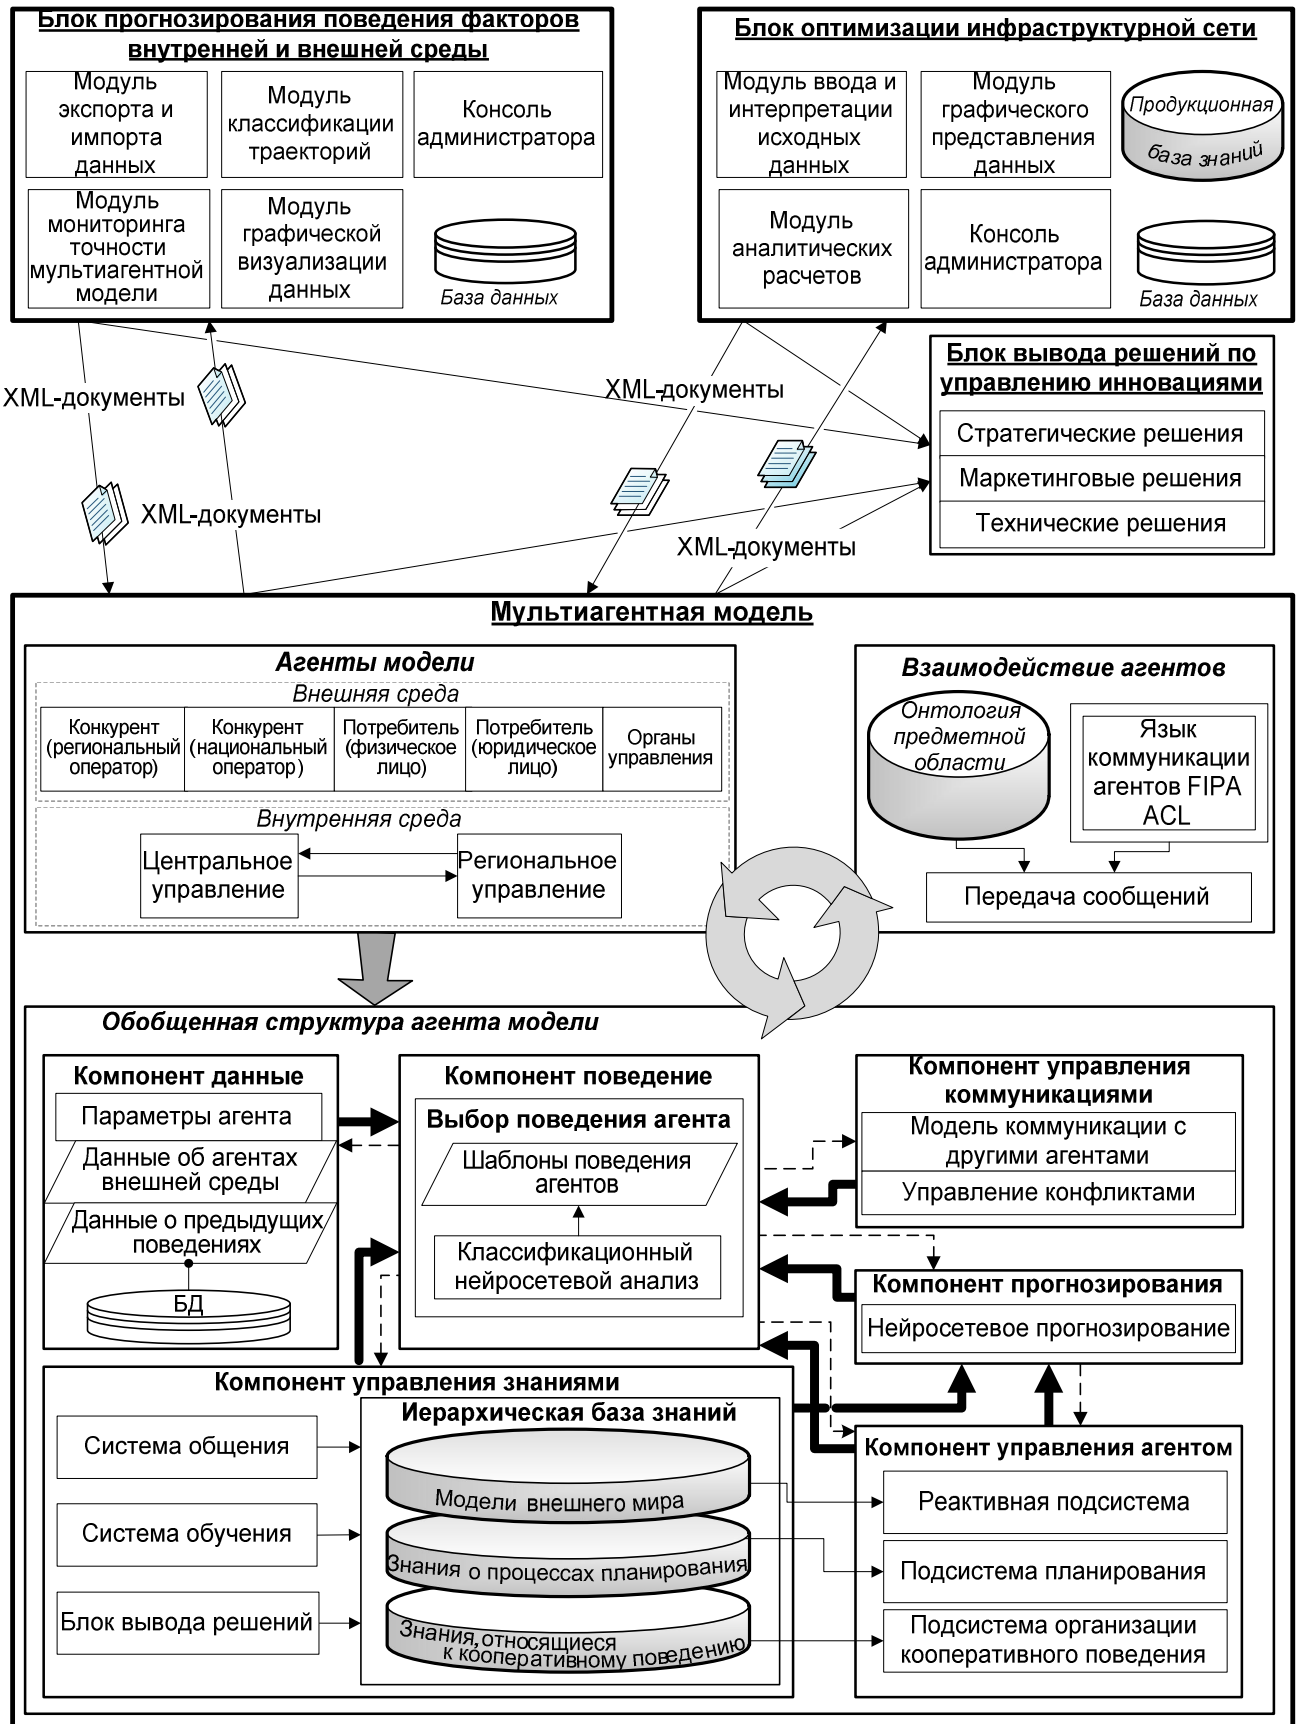 Блок прогнозирования поведения факторов
внутренней и внешней среды
Модуль
экспорта и
импорта
данных
Модуль
классификации
траекторий
Консоль
администратора
Модуль
мониторинга
точности
мультиагентной
модели
Модуль
графической
визуализации
данных
База данных
Блок оптимизации инфраструктурной сети
Модуль ввода и
интерпретации
исходных
данных
Модуль
графического
представления
данных
Продукционная
база знаний
Модуль
аналитических
расчетов
Консоль
администратора
База данных
Блок вывода решений по
управлению инновациями
Стратегические решения
Маркетинговые решения
Технические решения
XML-документы
XML-документы
XML-документы
XML-документы
Мультиагентная модель
Агенты модели
Внешняя среда
Конкурент
(региональный
оператор)
Конкурент
(национальный
оператор)
Потребитель
(физическое
лицо)
Потребитель
(юридическое
лицо)
Органы
управления
Внутренняя среда
Центральное
управление
Региональное
управление
Взаимодействие агентов
Онтология
предметной
области
Язык
коммуникации
агентов FIPA
ACL
Передача сообщений
Обобщенная структура агента модели
Компонент данные
Параметры агента
Данные об агентах
внешней среды
Данные о предыдущих
поведениях
БД
Компонент поведение
Выбор поведения агента
Шаблоны поведения
агентов
Классификационный
нейросетевой анализ
Компонент управления
коммуникациями
Модель коммуникации с
другими агентами
Управление конфликтами
Компонент прогнозирования
Нейросетевое прогнозирование
Компонент управления знаниями
Иерархическая база знаний
Система общения
Система обучения
Блок вывода решений
Модели внешнего мира
Знания о процессах планирования
Знания, относящиеся
к кооперативному поведению
Компонент управления агентом
Реактивная подсистема
Подсистема планирования
Подсистема организации
кооперативного поведения